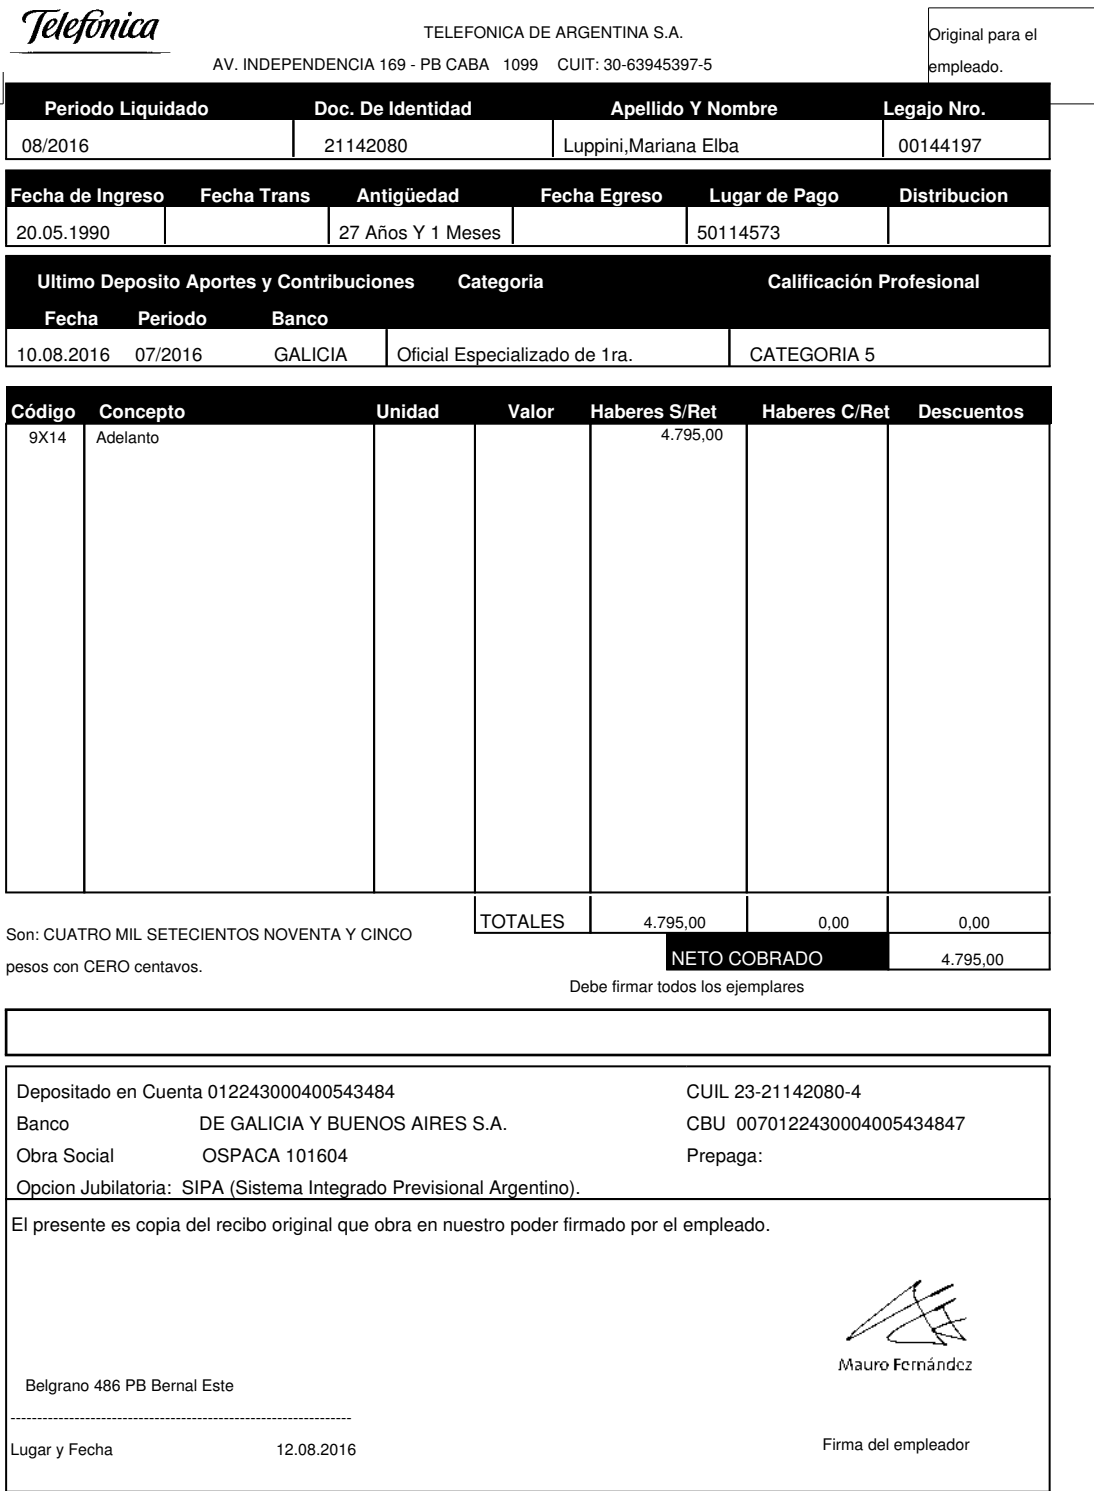 Telefónica
TELEFONICA DE ARGENTINA S.A.
AV. INDEPENDENCIA 169 - PB CABA 1099 CUIT: 30-63945397-5
Original para el
empleado.
Periodo Liquidado Doc. De Identidad Apellido Y Nombre Legajo Nro.
08/2016 21142080 Luppini,Mariana Elba 00144197
Fecha de Ingreso Fecha Trans Antigüedad Fecha Egreso Lugar de Pago Distribucion
20.05.1990 27 Años Y 1 Meses 50114573
Ultimo Deposito Aportes y Contribuciones Categoria Calificación Profesional
Fecha Periodo Banco
10.08.2016 07/2016 GALICIA Oficial Especializado de 1ra. CATEGORIA 5
Código Concepto Unidad Valor Haberes S/Ret Haberes C/Ret Descuentos
9X14 Adelanto 4.795,00
TOTALES 4.795,00 0,00 0,00
Son: CUATRO MIL SETECIENTOS NOVENTA Y CINCO
pesos con CERO centavos.
NETO COBRADO 4.795,00
Debe firmar todos los ejemplares
Depositado en Cuenta 012243000400543484 CUIL 23-21142080-4
Banco DE GALICIA Y BUENOS AIRES S.A. CBU 0070122430004005434847
Obra Social OSPACA 101604 Prepaga:
Opcion Jubilatoria: SIPA (Sistema Integrado Previsional Argentino).
El presente es copia del recibo original que obra en nuestro poder firmado por el empleado.
Mauro Fernández
Belgrano 486 PB Bernal Este
----------------------------------------------------------------
Lugar y Fecha 12.08.2016 Firma del empleador